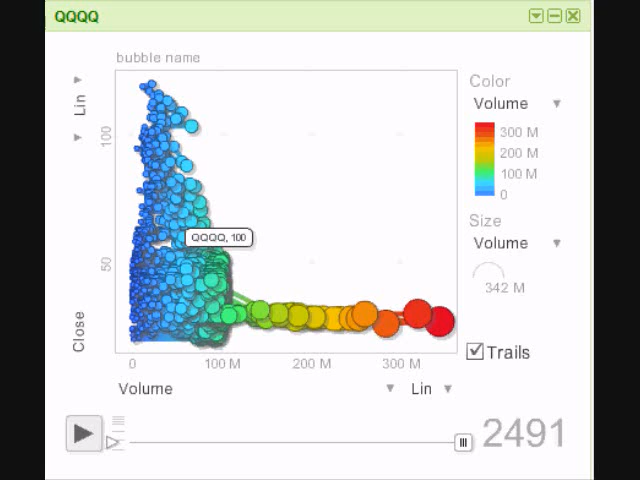 QQQQ
bubble name
Color
Volume
300 M
200 M
100 M
0
Size
Volume
342 M
Trails
Lin
100
50
Close
QQQQ, 100
0
100 M
200 M
300 M
Volume
Lin
2491